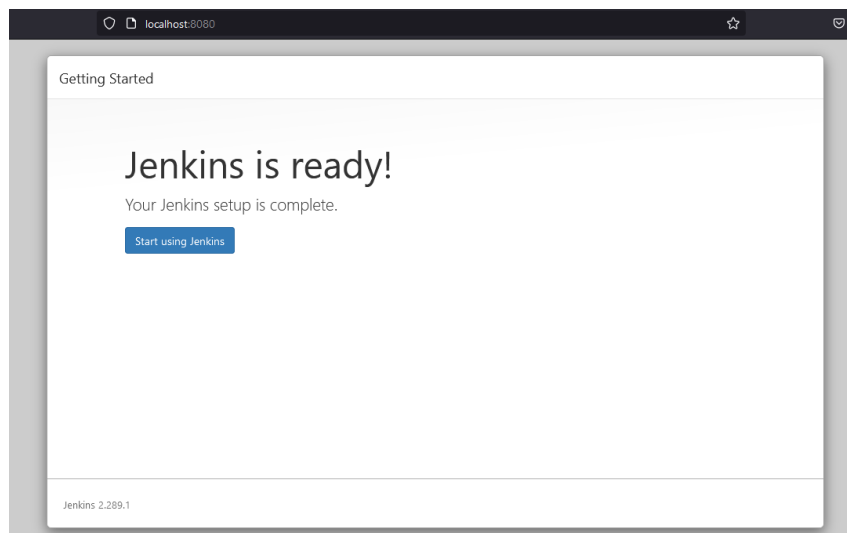 localhost:8080
Getting Started
Jenkins is ready!
Your Jenkins setup is complete.
Start using Jenkins
Jenkins 2.289.1